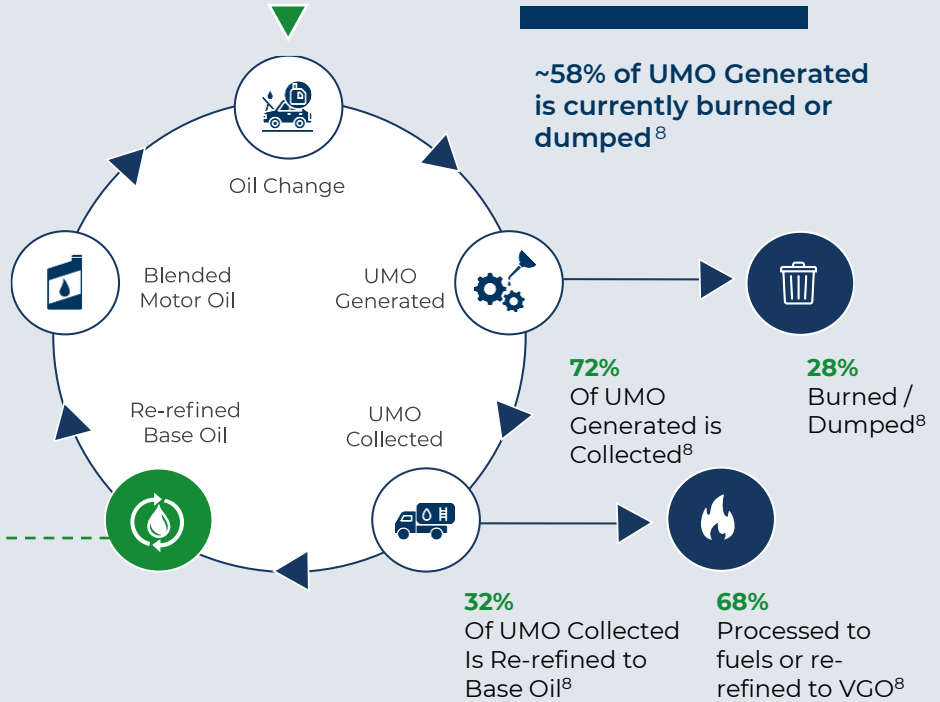 ~58% of UMO Generated
is currently burned or
dumped⁸
Oil Change
Blended
Motor Oil
UMO
Generated
72%
Of UMO
Generated is
Collected⁸
28%
Burned /
Dumped⁸
Re-refined
Base Oil
UMO
Collected
32%
Of UMO Collected
Is Re-refined to
Base Oil⁸
68%
Processed to
fuels or re-
refined to VGO⁸